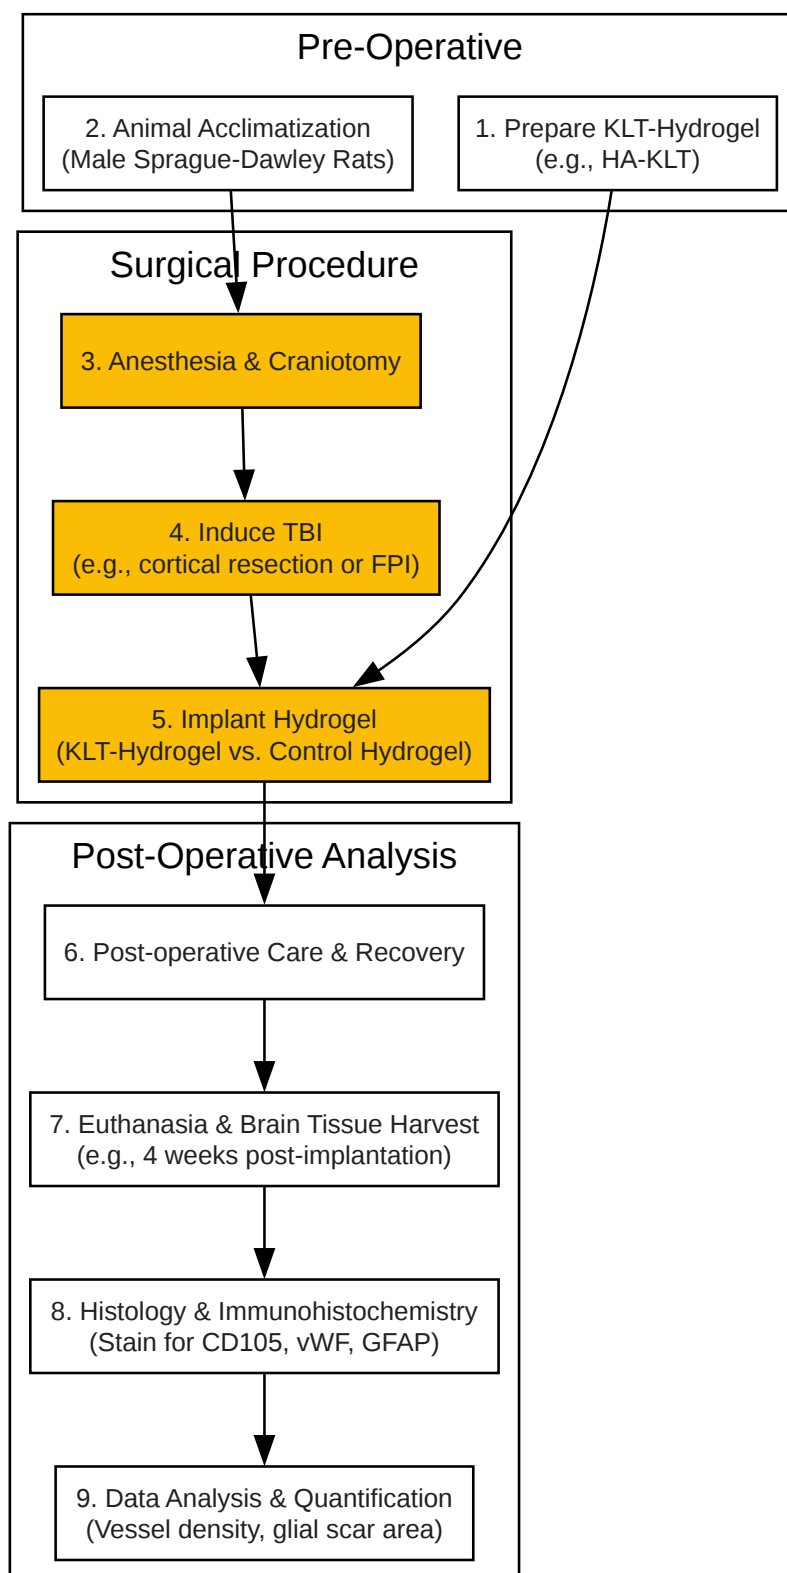 Pre-Operative
2. Animal Acclimatization
(Male Sprague-Dawley Rats)
1. Prepare KLT-Hydrogel
(e.g., HA-KLT)
Surgical Procedure
3. Anesthesia & Craniotomy
4. Induce TBI
(e.g., cortical resection or FPI)
5. Implant Hydrogel
(KLT-Hydrogel vs. Control Hydrogel)
Post-Operative Analysis
6. Post-operative Care & Recovery
7. Euthanasia & Brain Tissue Harvest
(e.g., 4 weeks post-implantation)
8. Histology & Immunohistochemistry
(Stain for CD105, vWF, GFAP)
9. Data Analysis & Quantification
(Vessel density, glial scar area)